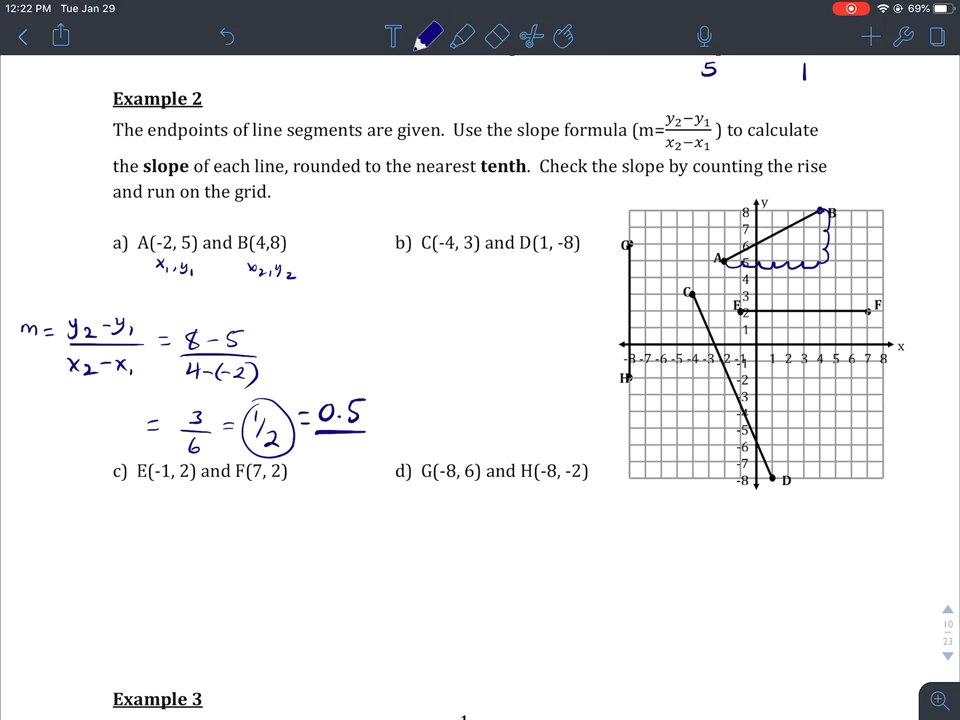 12:22 PM Tue Jan 29 69%
5 1
Example 2
The endpoints of line segments are given. Use the slope formula (m=y₂−y₁/x₂−x₁) to calculate
the slope of each line, rounded to the nearest tenth. Check the slope by counting the rise
and run on the grid.
a) A(-2, 5) and B(4,8) b) C(-4, 3) and D(1, -8)
x₁, y₁ x₂, y₂
m = y₂ - y₁ / x₂ - x₁ = 8 - 5 / 4 - (-2)
= 3/6 = 1/2 = 0.5
c) E(-1, 2) and F(7, 2) d) G(-8, 6) and H(-8, -2)
y
8 B
7
G 6
A 5
4
C 3
E 2 F
1
x
-8 -7 -6 -5 -4 -3 -2 -1 1 2 3 4 5 6 7 8
-1
H -2
-3
-4
-5
-6
-7
-8 D
10
23
Example 3
1